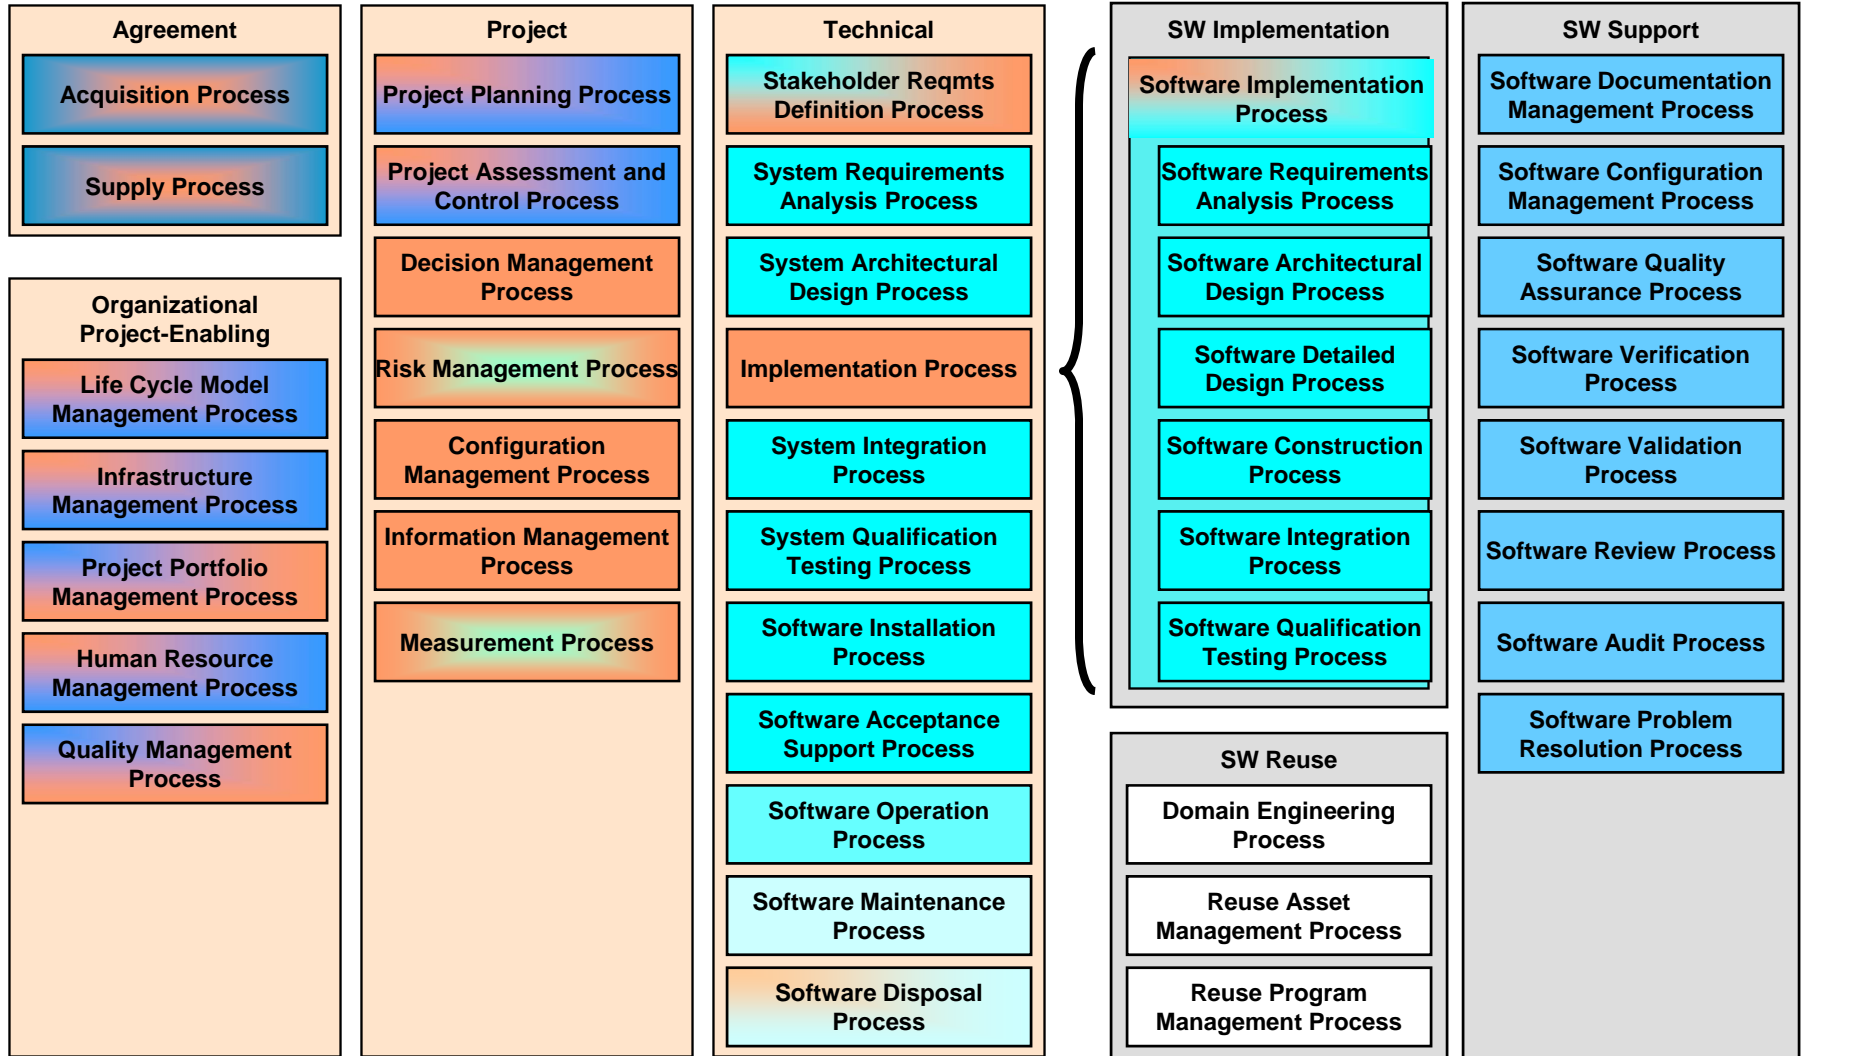 Agreement
Acquisition Process
Supply Process
Organizational
Project-Enabling
Life Cycle Model
Management Process
Infrastructure
Management Process
Project Portfolio
Management Process
Human Resource
Management Process
Quality Management
Process
Project
Project Planning Process
Project Assessment and
Control Process
Decision Management
Process
Risk Management Process
Configuration
Management Process
Information Management
Process
Measurement Process
Technical
Stakeholder Reqmts
Definition Process
System Requirements
Analysis Process
System Architectural
Design Process
Implementation Process
System Integration
Process
System Qualification
Testing Process
Software Installation
Process
Software Acceptance
Support Process
Software Operation
Process
Software Maintenance
Process
Software Disposal
Process
SW Implementation
Software Implementation
Process
Software Requirements
Analysis Process
Software Architectural
Design Process
Software Detailed
Design Process
Software Construction
Process
Software Integration
Process
Software Qualification
Testing Process
SW Reuse
Domain Engineering
Process
Reuse Asset
Management Process
Reuse Program
Management Process
SW Support
Software Documentation
Management Process
Software Configuration
Management Process
Software Quality
Assurance Process
Software Verification
Process
Software Validation
Process
Software Review Process
Software Audit Process
Software Problem
Resolution Process